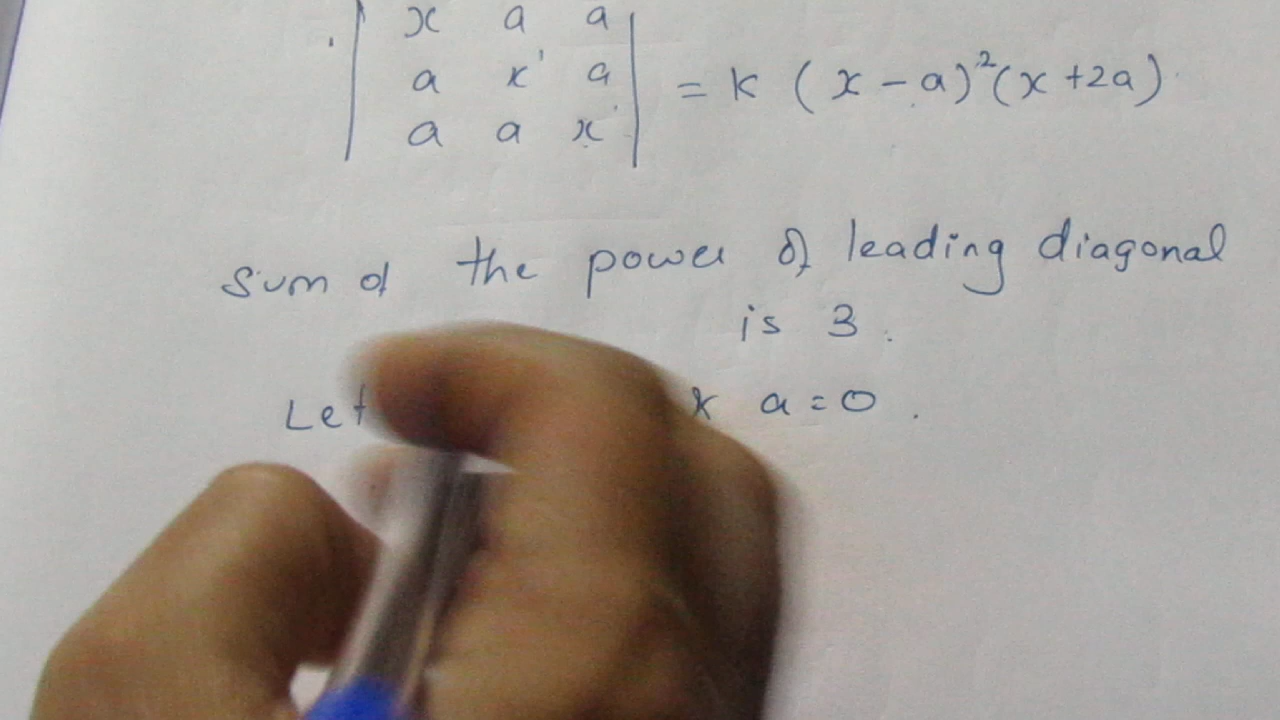 x a a
a x a = k (x - a)²(x + 2a)
a a x
Sum of the power of leading diagonal
is 3.
Let a = 0.